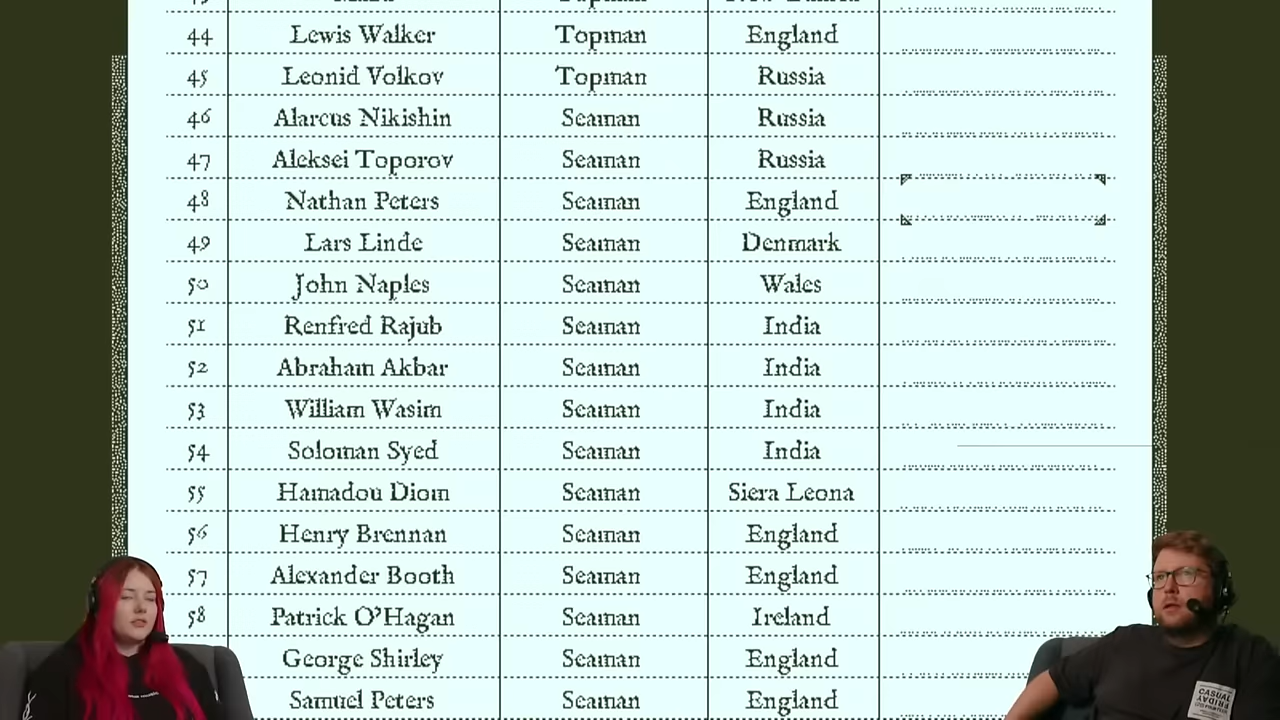 44 Lewis Walker Topman England
45 Leonid Volkov Topman Russia
46 Alarcus Nikishin Seaman Russia
47 Aleksei Toporov Seaman Russia
48 Nathan Peters Seaman England
49 Lars Linde Seaman Denmark
50 John Naples Seaman Wales
51 Renfred Rajub Seaman India
52 Abraham Akbar Seaman India
53 William Wasim Seaman India
54 Soloman Syed Seaman India
55 Hamadou Diom Seaman Siera Leona
56 Henry Brennan Seaman England
57 Alexander Booth Seaman England
58 Patrick O'Hagan Seaman Ireland
George Shirley Seaman England
Samuel Peters Seaman England
CASUAL
FRIDAY